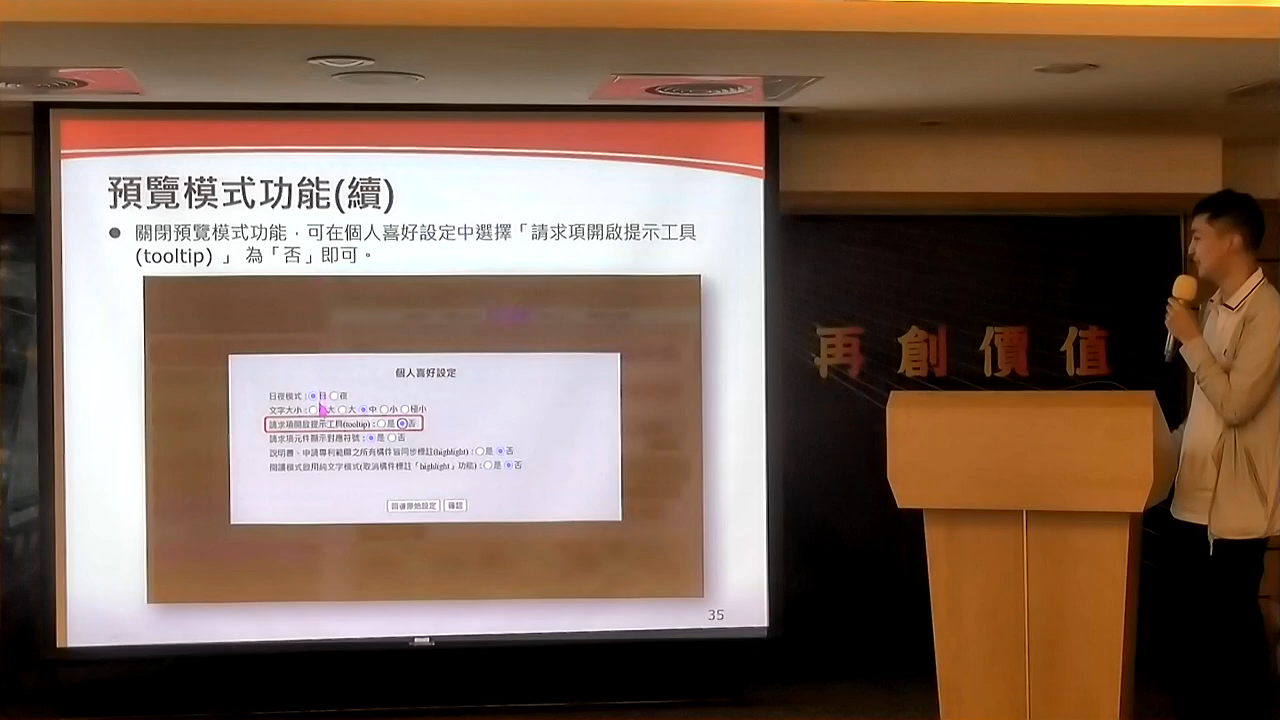 預覽模式功能(續)
● 關閉預覽模式功能，可在個人喜好設定中選擇「請求項開啟提示工具
(tooltip) 」 為「否」即可。
個人喜好設定
日夜模式：日 夜
文字大小： 大 大 中 小 極小
請求項開啟提示工具(tooltip)：是 否
請求項元件顯示對應符號：是 否
說明書、申請專利範圍之所有構件皆同步標註(highlight)：是 否
閱讀模式啟用純文字模式(取消構件標註「highlight」功能)：是 否
回復原始設定 確認
35
再創價值